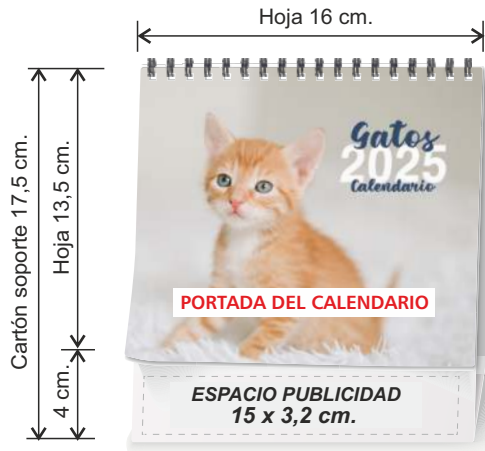 Hoja 16 cm.
Cartón soporte 17,5 cm.
Hoja 13,5 cm.
4 cm.
Gatos
2025
Calendario
PORTADA DEL CALENDARIO
ESPACIO PUBLICIDAD
15 x 3,2 cm.